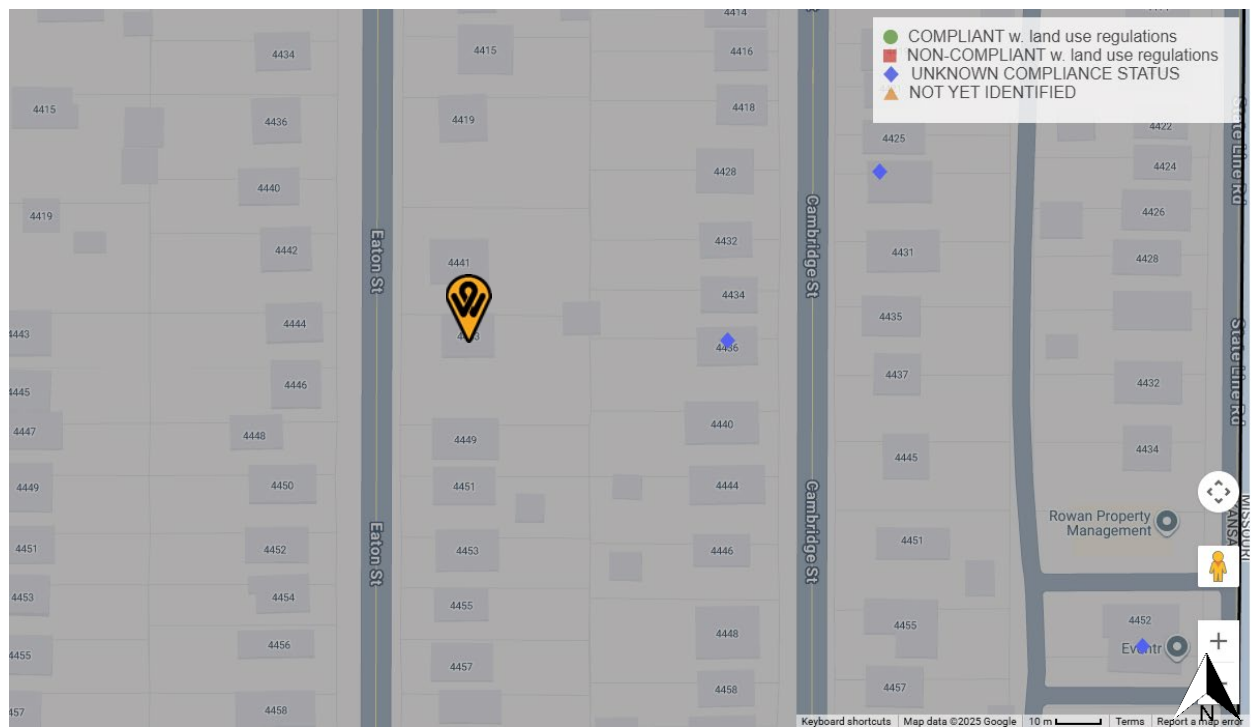 COMPLIANT w. land use regulations
NON-COMPLIANT w. land use regulations
UNKNOWN COMPLIANCE STATUS
NOT YET IDENTIFIED
4415
4419
4443
4445
4447
4449
4451
4453
4455
457
4434
4436
4440
4442
4444
4446
4448
4450
4452
4454
4456
4458
Eaton St
Eaton St
4415
4419
4441
4449
4451
4453
4455
4457
4414
4416
4418
4428
4432
4434
4436
4440
4444
4446
4448
4458
Cambridge St
Cambridge St
4425
4431
4435
4437
4445
4451
4455
4457
4422
4424
4426
4428
4432
4434
Rowan Property
Management
4452
Eventr
State Line Rd
State Line Rd
MISSOURI
KANSA
N
Keyboard shortcuts
Map data ©2025 Google
10 m
Terms
Report a map error